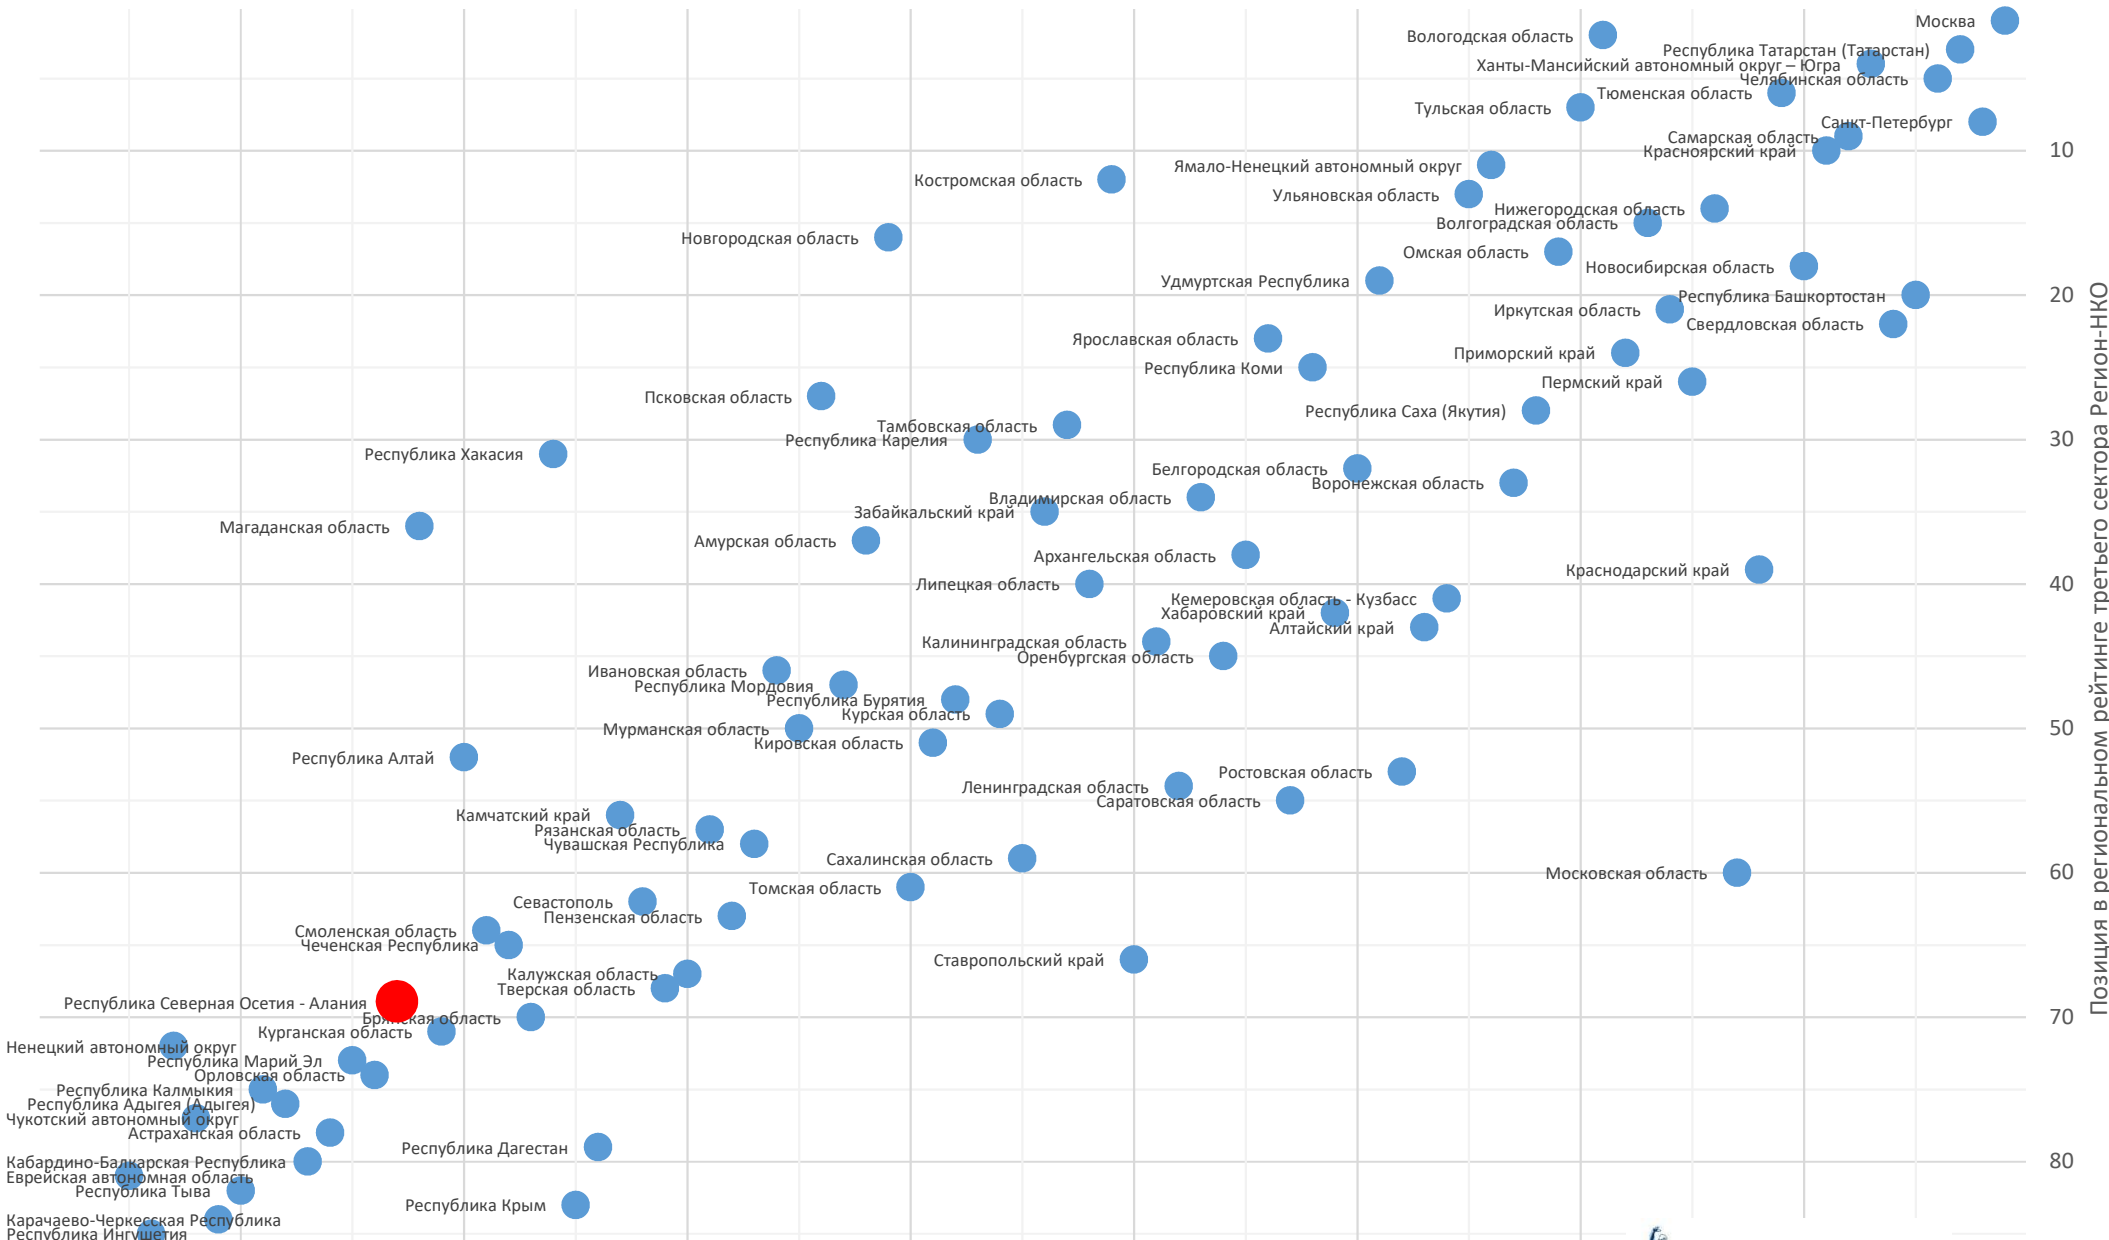 Москва
Вологодская область
Республика Татарстан (Татарстан)
Ханты-Мансийский автономный округ – Югра
Челябинская область
Тюменская область
Тульская область
Санкт-Петербург
Самарская область
Красноярский край
10
Ямало-Ненецкий автономный округ
Костромская область
Ульяновская область
Нижегородская область
Волгоградская область
Новгородская область
Омская область
Новосибирская область
Удмуртская Республика
Республика Башкортостан
20
Иркутская область
Свердловская область
Ярославская область
Приморский край
Республика Коми
Пермский край
Псковская область
Республика Саха (Якутия)
Тамбовская область
Республика Карелия
30
Республика Хакасия
Белгородская область
Воронежская область
Владимирская область
Забайкальский край
Магаданская область
Амурская область
Архангельская область
Краснодарский край
Липецкая область
40
Кемеровская область - Кузбасс
Хабаровский край
Алтайский край
Калининградская область
Оренбургская область
Ивановская область
Республика Мордовия
Республика Бурятия
Курская область
Мурманская область
50
Кировская область
Республика Алтай
Ростовская область
Ленинградская область
Саратовская область
Камчатский край
Рязанская область
Чувашская Республика
Сахалинская область
Московская область
60
Томская область
Севастополь
Пензенская область
Смоленская область
Чеченская Республика
Ставропольский край
Калужская область
Тверская область
Республика Северная Осетия - Алания
Брянская область
70
Курганская область
Ненецкий автономный округ
Республика Марий Эл
Орловская область
Республика Калмыкия
Республика Адыгея (Адыгея)
Чукотский автономный округ
Астраханская область
Республика Дагестан
Кабардино-Балкарская Республика
80
Еврейская автономная область
Республика Тыва
Республика Крым
Карачаево-Черкесская Республика
Республика Ингушетия
Позиция в региональном рейтинге третьего сектора Регион-НКО